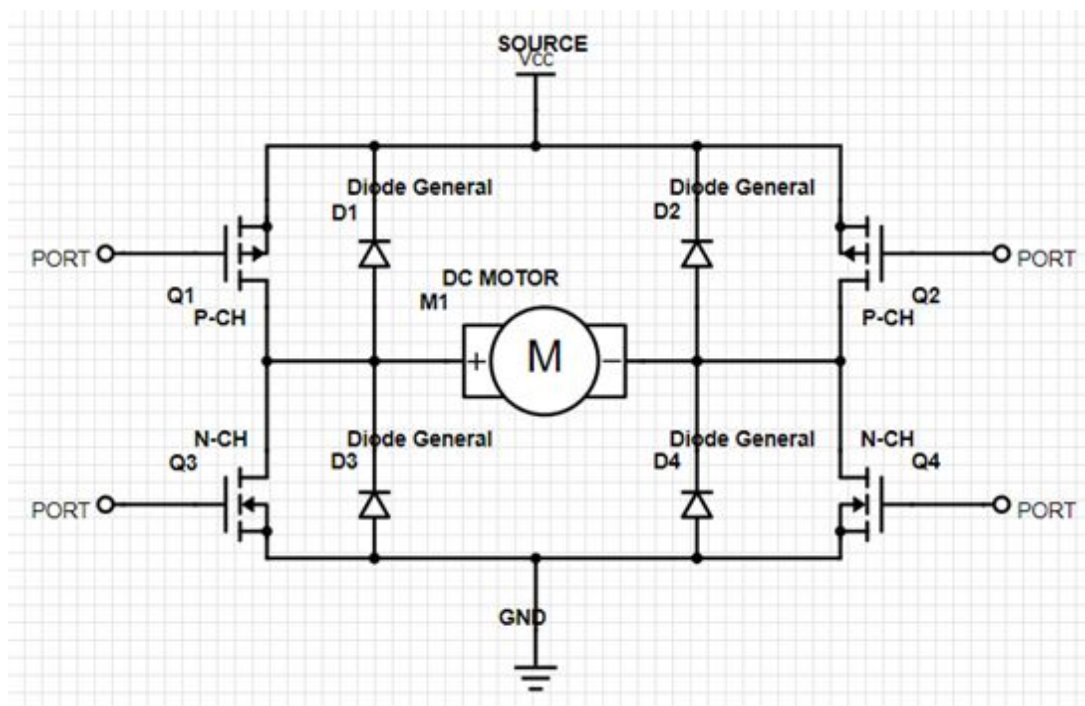 SOURCE
Vcc
Diode General
Diode General
D1
D2
PORT
PORT
DC MOTOR
Q1
M1
Q2
P-CH
P-CH
+
M
−
N-CH
Diode General
Diode General
N-CH
Q3
D3
D4
Q4
PORT
PORT
GND